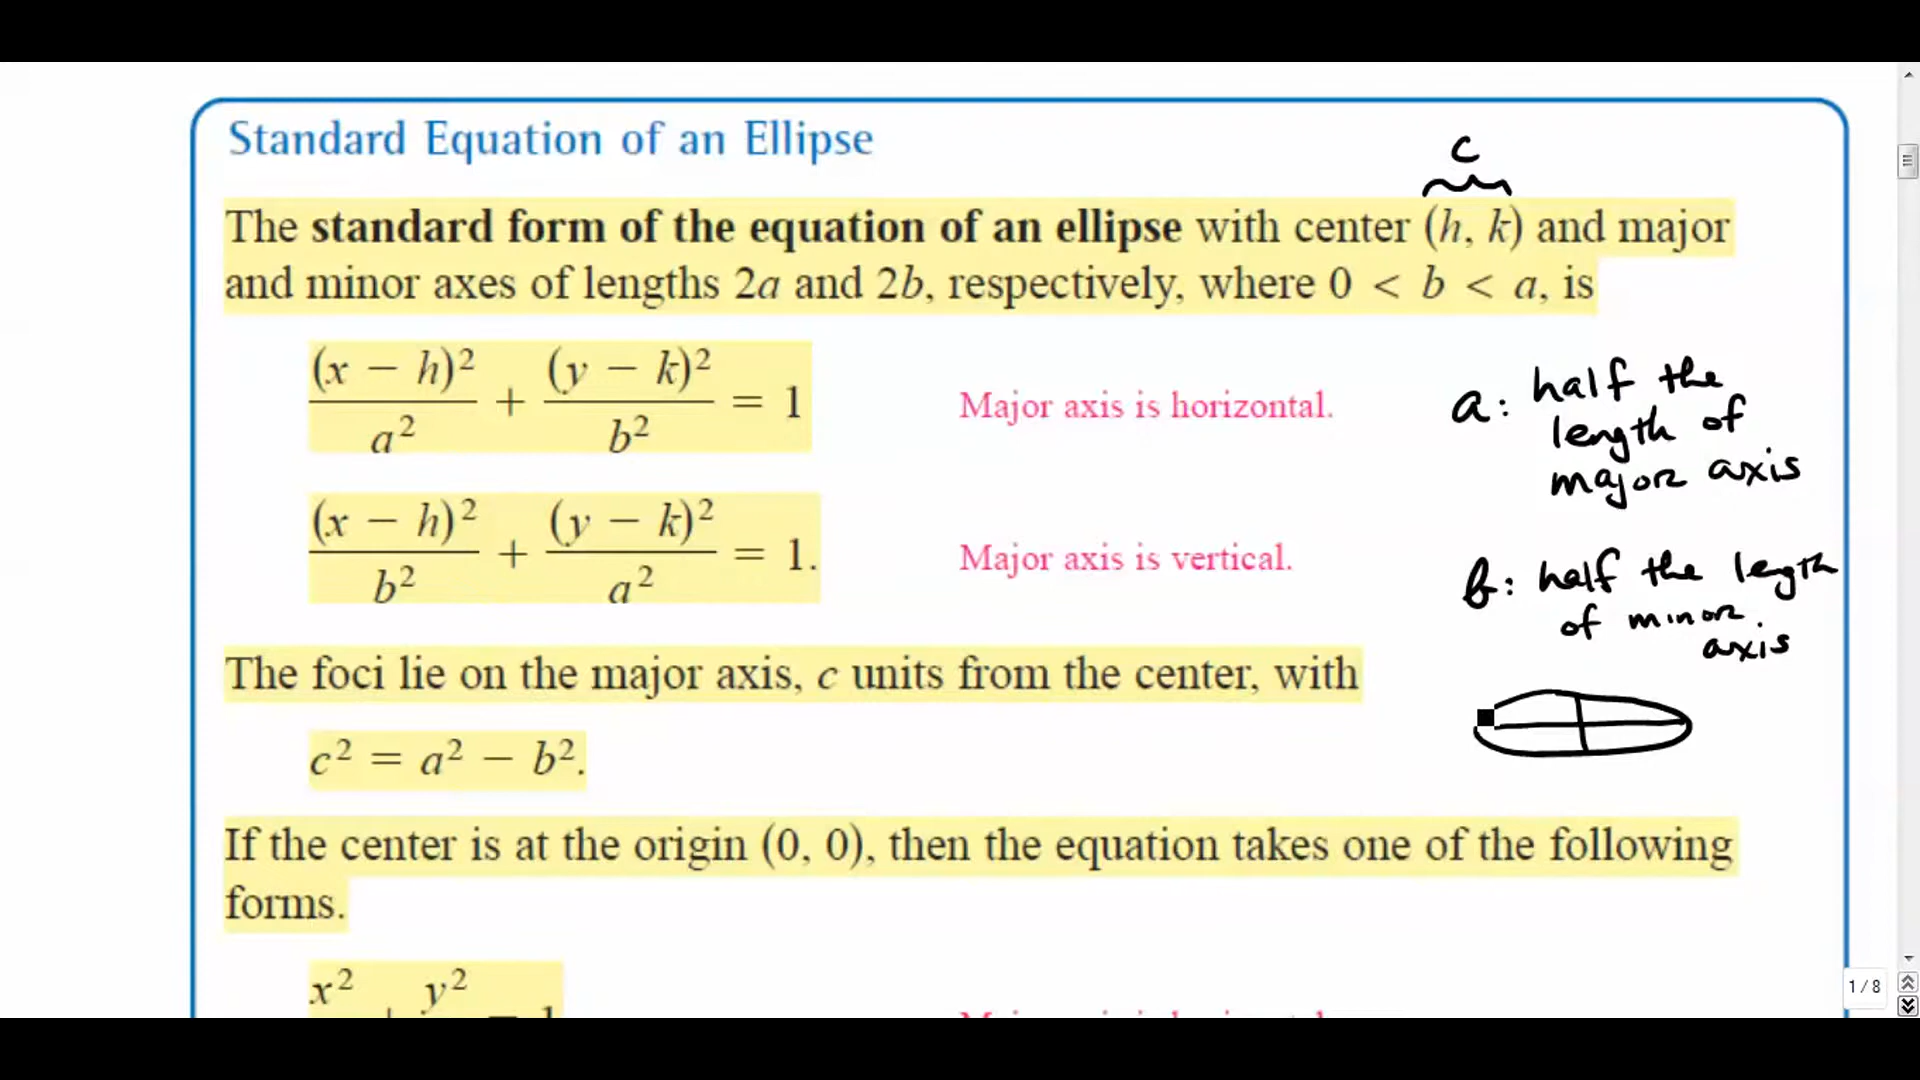 Standard Equation of an Ellipse
C
The standard form of the equation of an ellipse with center (h, k) and major
and minor axes of lengths 2a and 2b, respectively, where 0 < b < a, is
(x − h)²/a² + (y − k)²/b² = 1
Major axis is horizontal.
a: half the
length of
major axis
(x − h)²/b² + (y − k)²/a² = 1.
Major axis is vertical.
b: half the length
of minor
axis
The foci lie on the major axis, c units from the center, with
c² = a² − b².
If the center is at the origin (0, 0), then the equation takes one of the following
forms.
x² y²
1 / 8